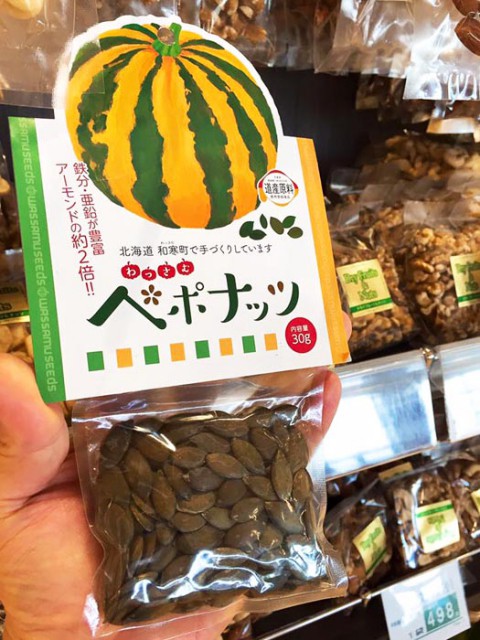 鉄分・亜鉛が豊富
アーモンドの約2倍!!
道産原料
北海道 和寒町で手づくりしています
わっさむ
ペポナッツ
内容量
30g
WASSAMUSEEDS
WASSAMUSEEDS
498